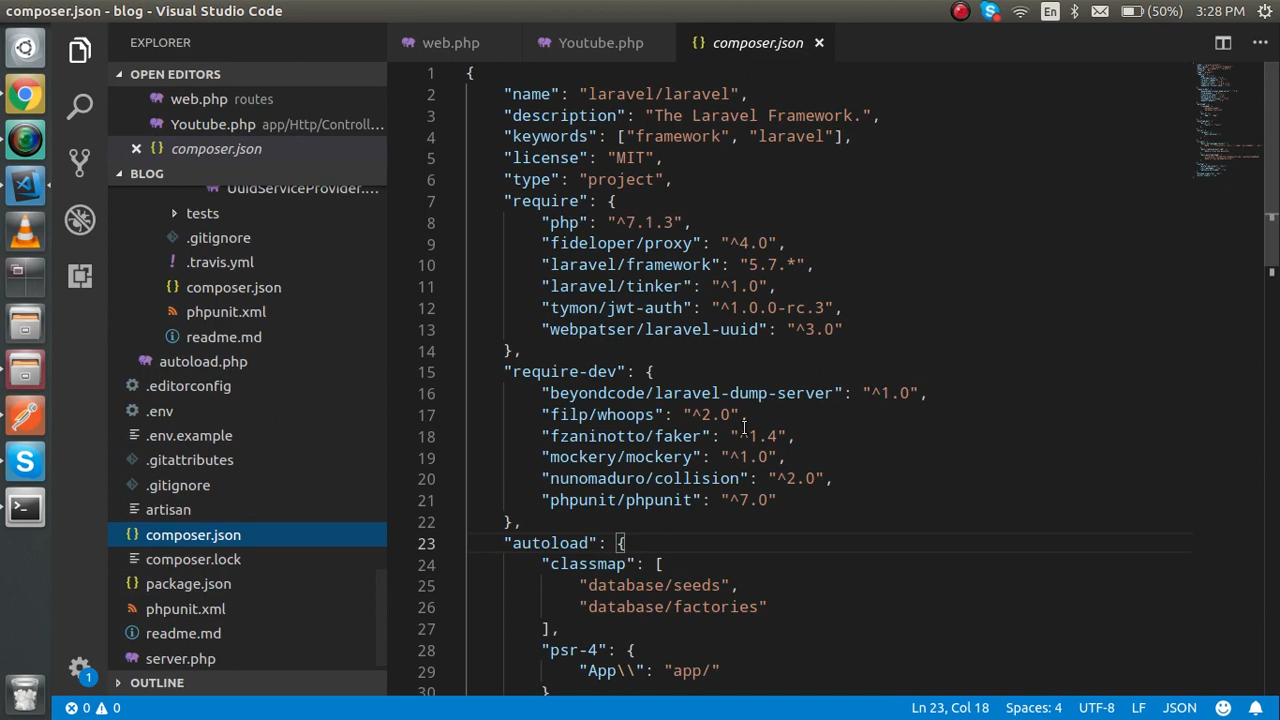 composer.json - blog - Visual Studio Code
En
(50%)
3:28 PM
EXPLORER
OPEN EDITORS
web.php routes
Youtube.php app/Http/Controll...
composer.json
BLOG
UuidServiceProvider....
tests
.gitignore
.travis.yml
composer.json
phpunit.xml
readme.md
autoload.php
.editorconfig
.env
.env.example
.gitattributes
.gitignore
artisan
composer.json
composer.lock
package.json
phpunit.xml
readme.md
server.php
OUTLINE
1
web.php
Youtube.php
composer.json
1 {
2 "name": "laravel/laravel",
3 "description": "The Laravel Framework.",
4 "keywords": ["framework", "laravel"],
5 "license": "MIT",
6 "type": "project",
7 "require": {
8 "php": "^7.1.3",
9 "fideloper/proxy": "^4.0",
10 "laravel/framework": "5.7.*",
11 "laravel/tinker": "^1.0",
12 "tymon/jwt-auth": "^1.0.0-rc.3",
13 "webpatser/laravel-uuid": "^3.0"
14 },
15 "require-dev": {
16 "beyondcode/laravel-dump-server": "^1.0",
17 "filp/whoops": "^2.0",
18 "fzaninotto/faker": "^1.4",
19 "mockery/mockery": "^1.0",
20 "nunomaduro/collision": "^2.0",
21 "phpunit/phpunit": "^7.0"
22 },
23 "autoload": {
24 "classmap": [
25 "database/seeds",
26 "database/factories"
27 ],
28 "psr-4": {
29 "App\\": "app/"
30 }
0 0
Ln 23, Col 18
Spaces: 4
UTF-8
LF
JSON